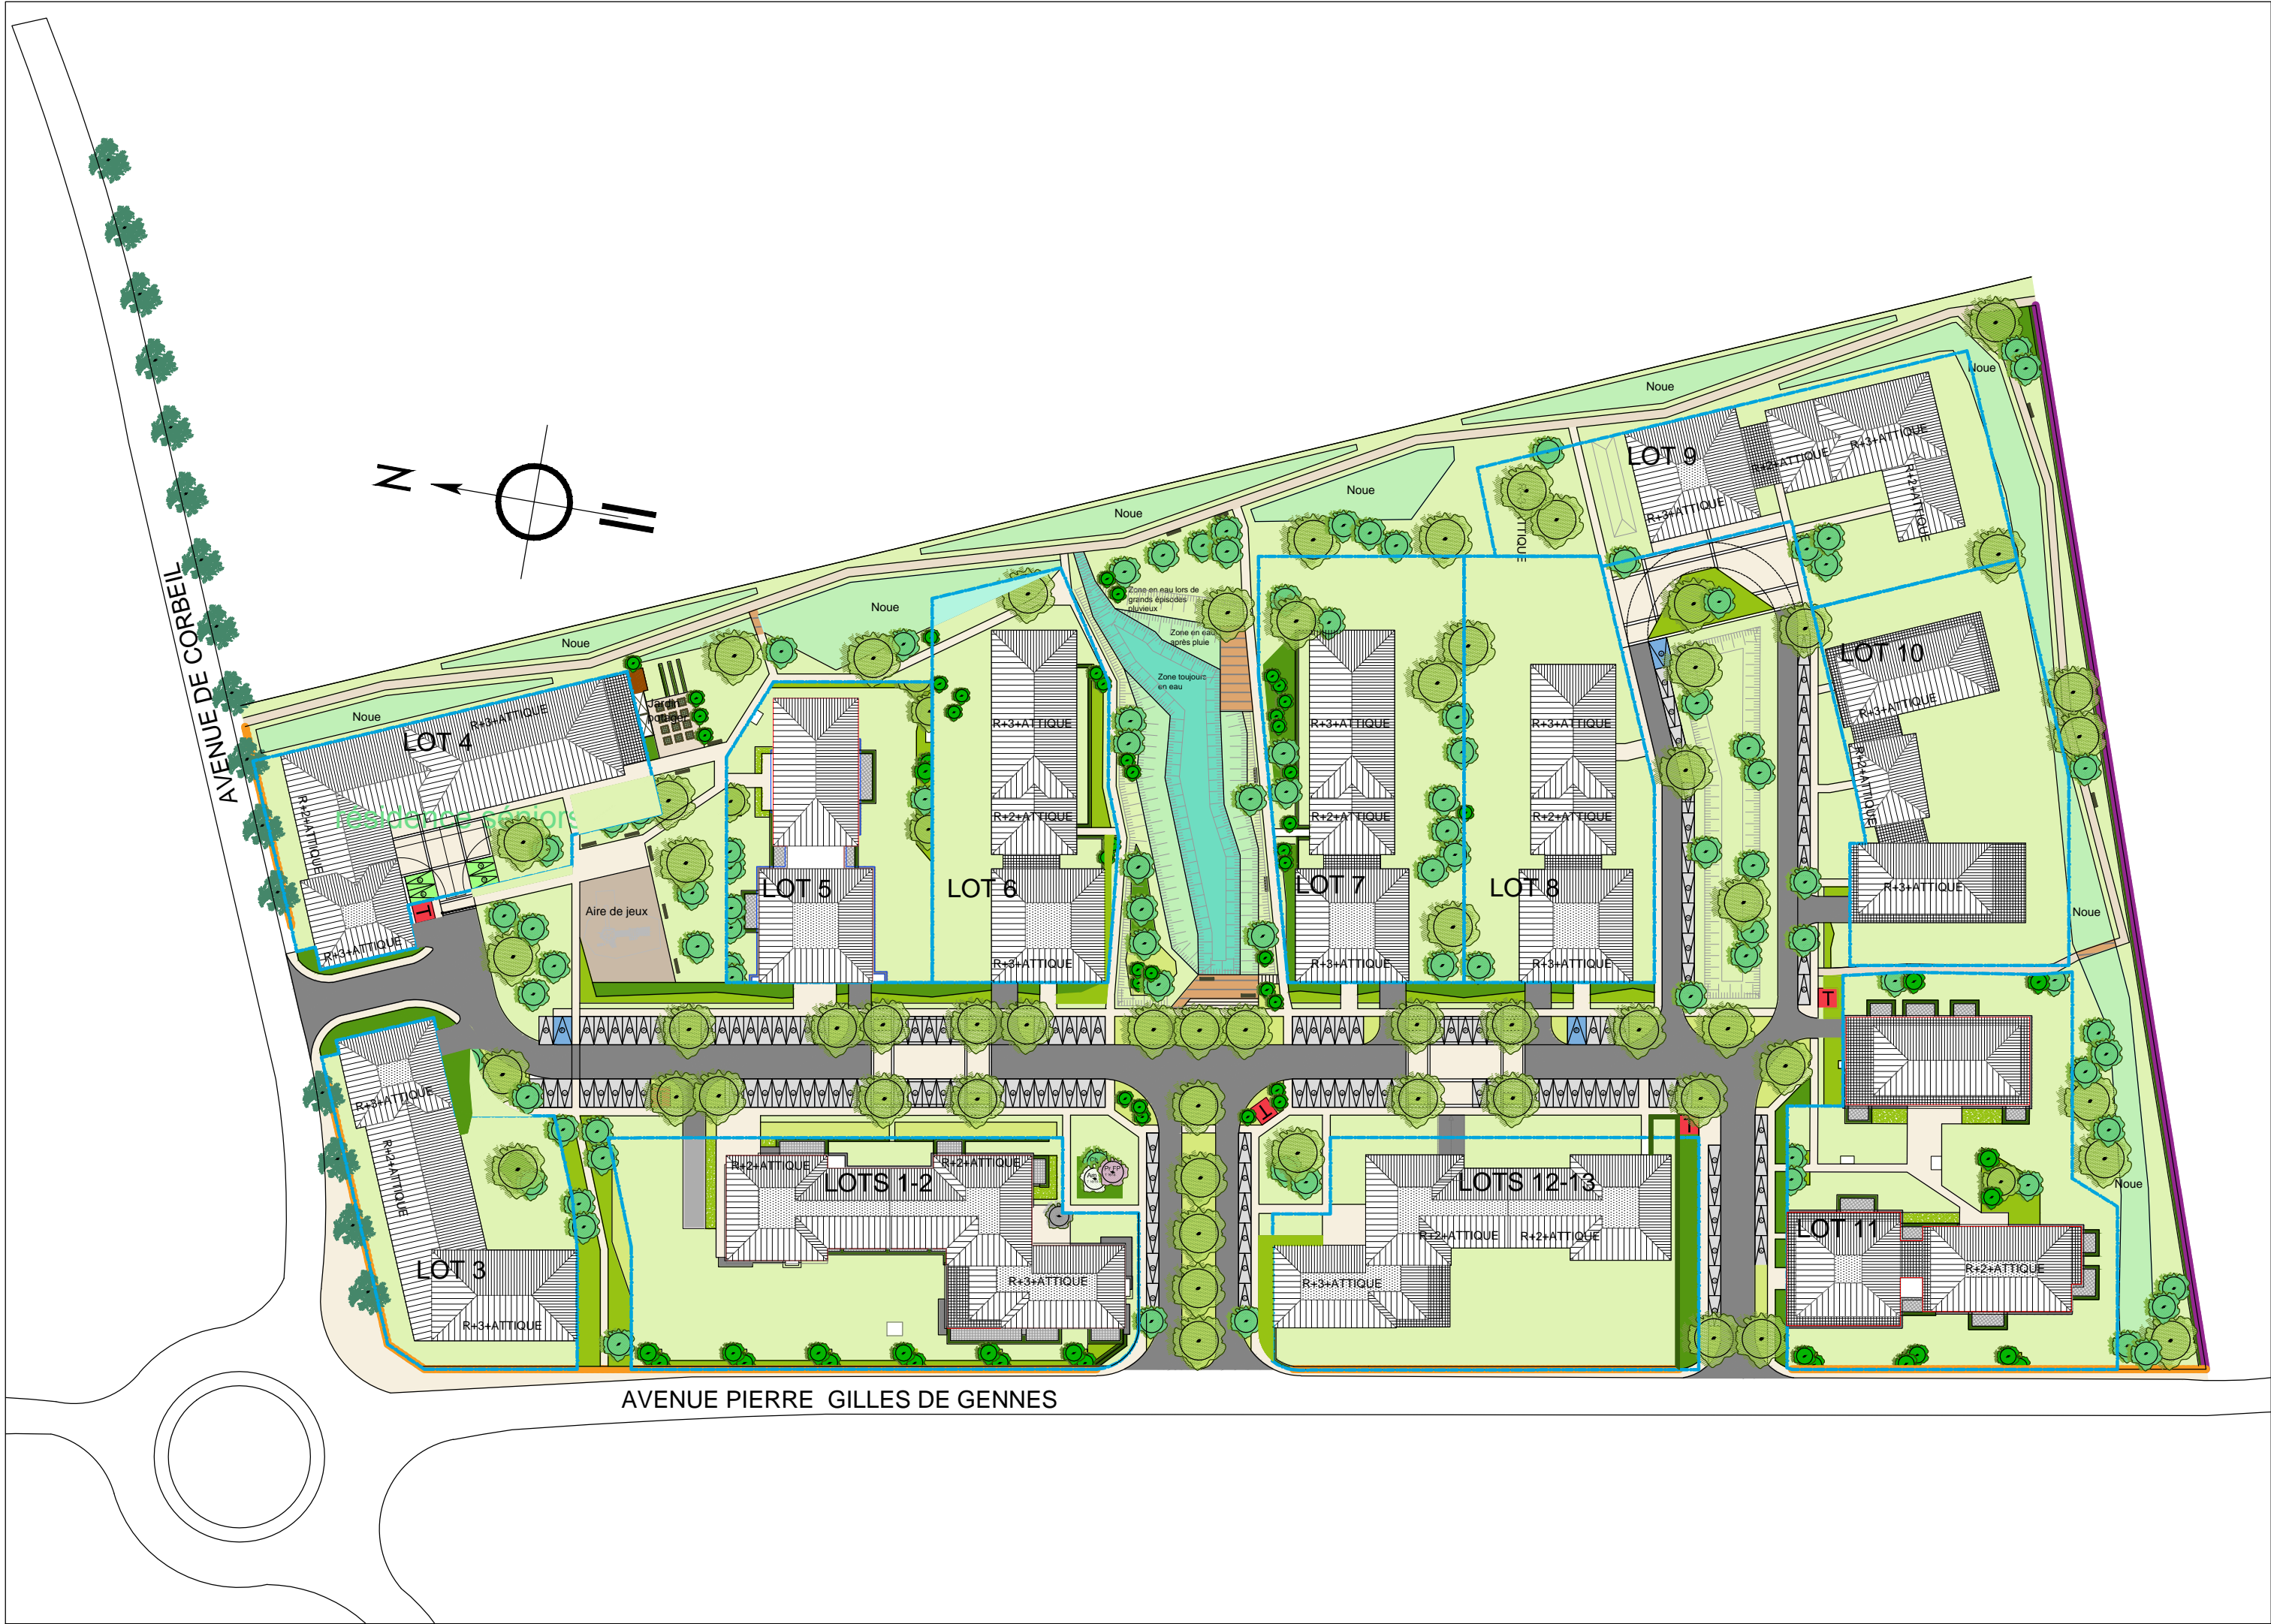 AVENUE DE CORBEIL
AVENUE PIERRE GILLES DE GENNES
N
Noue
Noue
Noue
Noue
Noue
Noue
Noue
Noue
Noue
Noue
LOT 4
R+3+ATTIQUE
R+2+ATTIQUE
R+3+ATTIQUE
résidence séniors
T
Jardin
potager
Aire de jeux
LOT 5
LOT 6
R+3+ATTIQUE
R+2+ATTIQUE
R+3+ATTIQUE
Zone en eau lors de
grands épisodes
pluvieux
Zone en eau
après pluie
Zone toujours
en eau
LOT 7
R+3+ATTIQUE
R+2+ATTIQUE
R+3+ATTIQUE
LOT 8
R+3+ATTIQUE
R+2+ATTIQUE
R+3+ATTIQUE
ATTIQUE
LOT 9
R+3+ATTIQUE
R+2+ATTIQUE
R+3+ATTIQUE
R+2+ATTIQUE
LOT 10
R+3+ATTIQUE
R+2+ATTIQUE
R+3+ATTIQUE
T
LOT 3
R+3+ATTIQUE
R+2+ATTIQUE
R+3+ATTIQUE
LOTS 1-2
R+2+ATTIQUE
R+2+ATTIQUE
R+3+ATTIQUE
T
LOTS 12-13
R+2+ATTIQUE
R+2+ATTIQUE
R+3+ATTIQUE
T
LOT 11
R+2+ATTIQUE